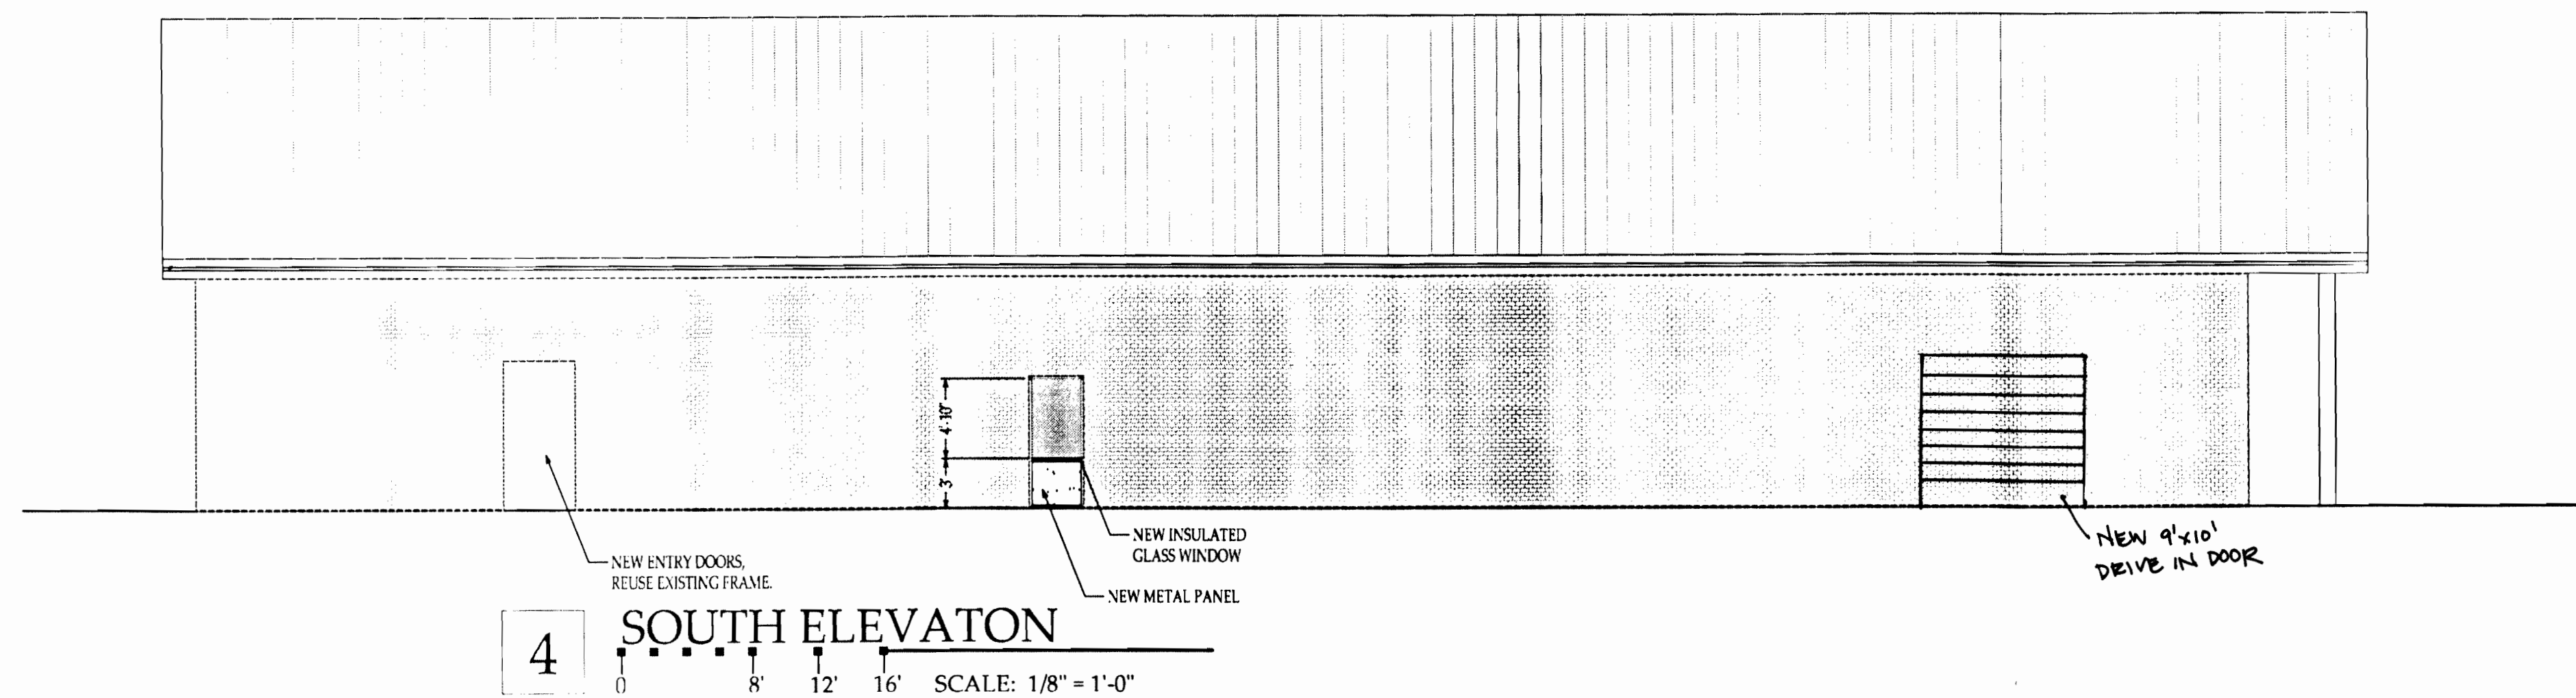 4'-10"
3'
NEW ENTRY DOORS,
REUSE EXISTING FRAME.
NEW INSULATED
GLASS WINDOW
NEW METAL PANEL
NEW 9'x10'
DRIVE IN DOOR
4
SOUTH ELEVATON
0 8' 12' 16' SCALE: 1/8" = 1'-0"